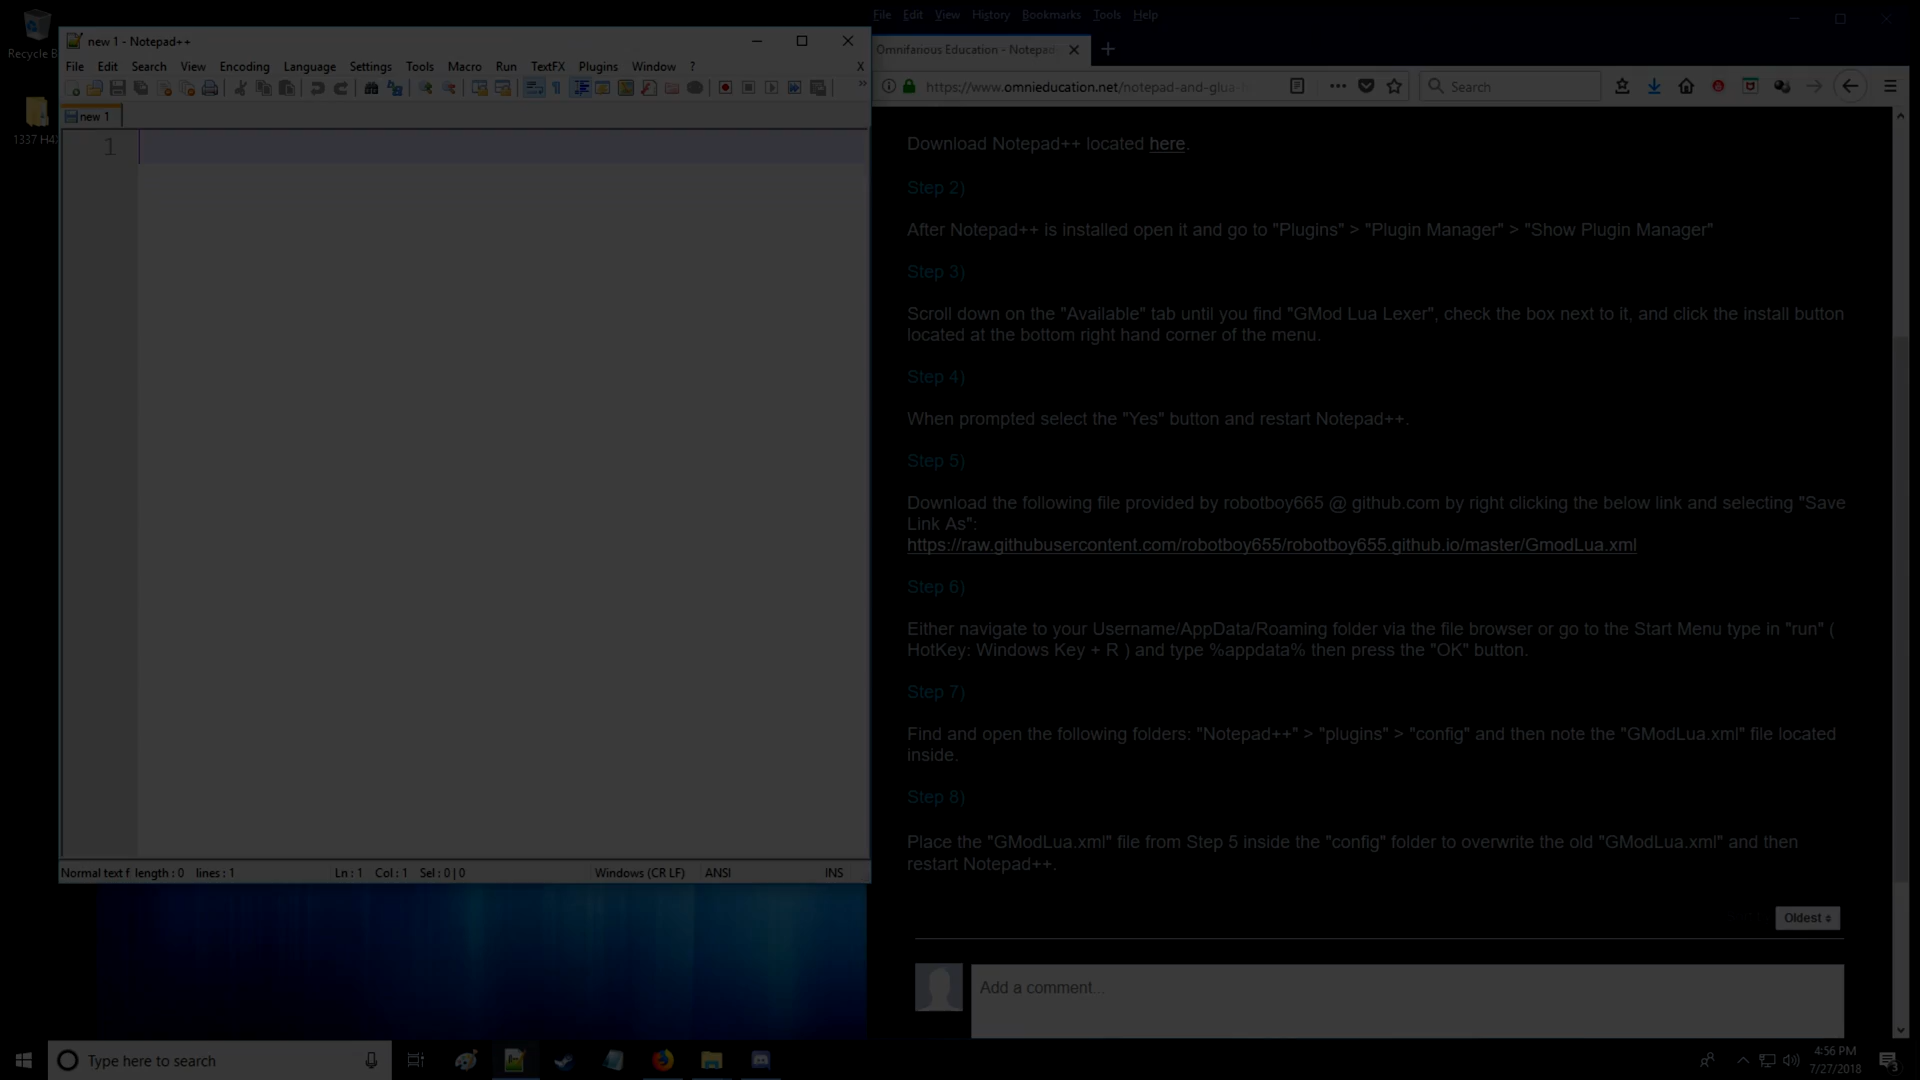 Recycle B
1337 H4
new 1 - Notepad++
File Edit Search View Encoding Language Settings Tools Macro Run TextFX Plugins Window ? X
new 1
1
Normal text f length : 0 lines : 1 Ln : 1 Col : 1 Sel : 0 | 0 Windows (CR LF) ANSI INS
File Edit View History Bookmarks Tools Help
Omnifarious Education - Notepad
https://www.omnieducation.net/notepad-and-glua-
Search
Download Notepad++ located here.
Step 2)
After Notepad++ is installed open it and go to "Plugins" > "Plugin Manager" > "Show Plugin Manager"
Step 3)
Scroll down on the "Available" tab until you find "GMod Lua Lexer", check the box next to it, and click the install button
located at the bottom right hand corner of the menu.
Step 4)
When prompted select the "Yes" button and restart Notepad++.
Step 5)
Download the following file provided by robotboy665 @ github.com by right clicking the below link and selecting "Save
Link As":
https://raw.githubusercontent.com/robotboy655/robotboy655.github.io/master/GmodLua.xml
Step 6)
Either navigate to your Username/AppData/Roaming folder via the file browser or go to the Start Menu type in "run" (
HotKey: Windows Key + R ) and type %appdata% then press the "OK" button.
Step 7)
Find and open the following folders: "Notepad++" > "plugins" > "config" and then note the "GModLua.xml" file located
inside.
Step 8)
Place the "GModLua.xml" file from Step 5 inside the "config" folder to overwrite the old "GModLua.xml" and then
restart Notepad++.
Oldest
Add a comment...
Type here to search
4:56 PM
7/27/2018
3